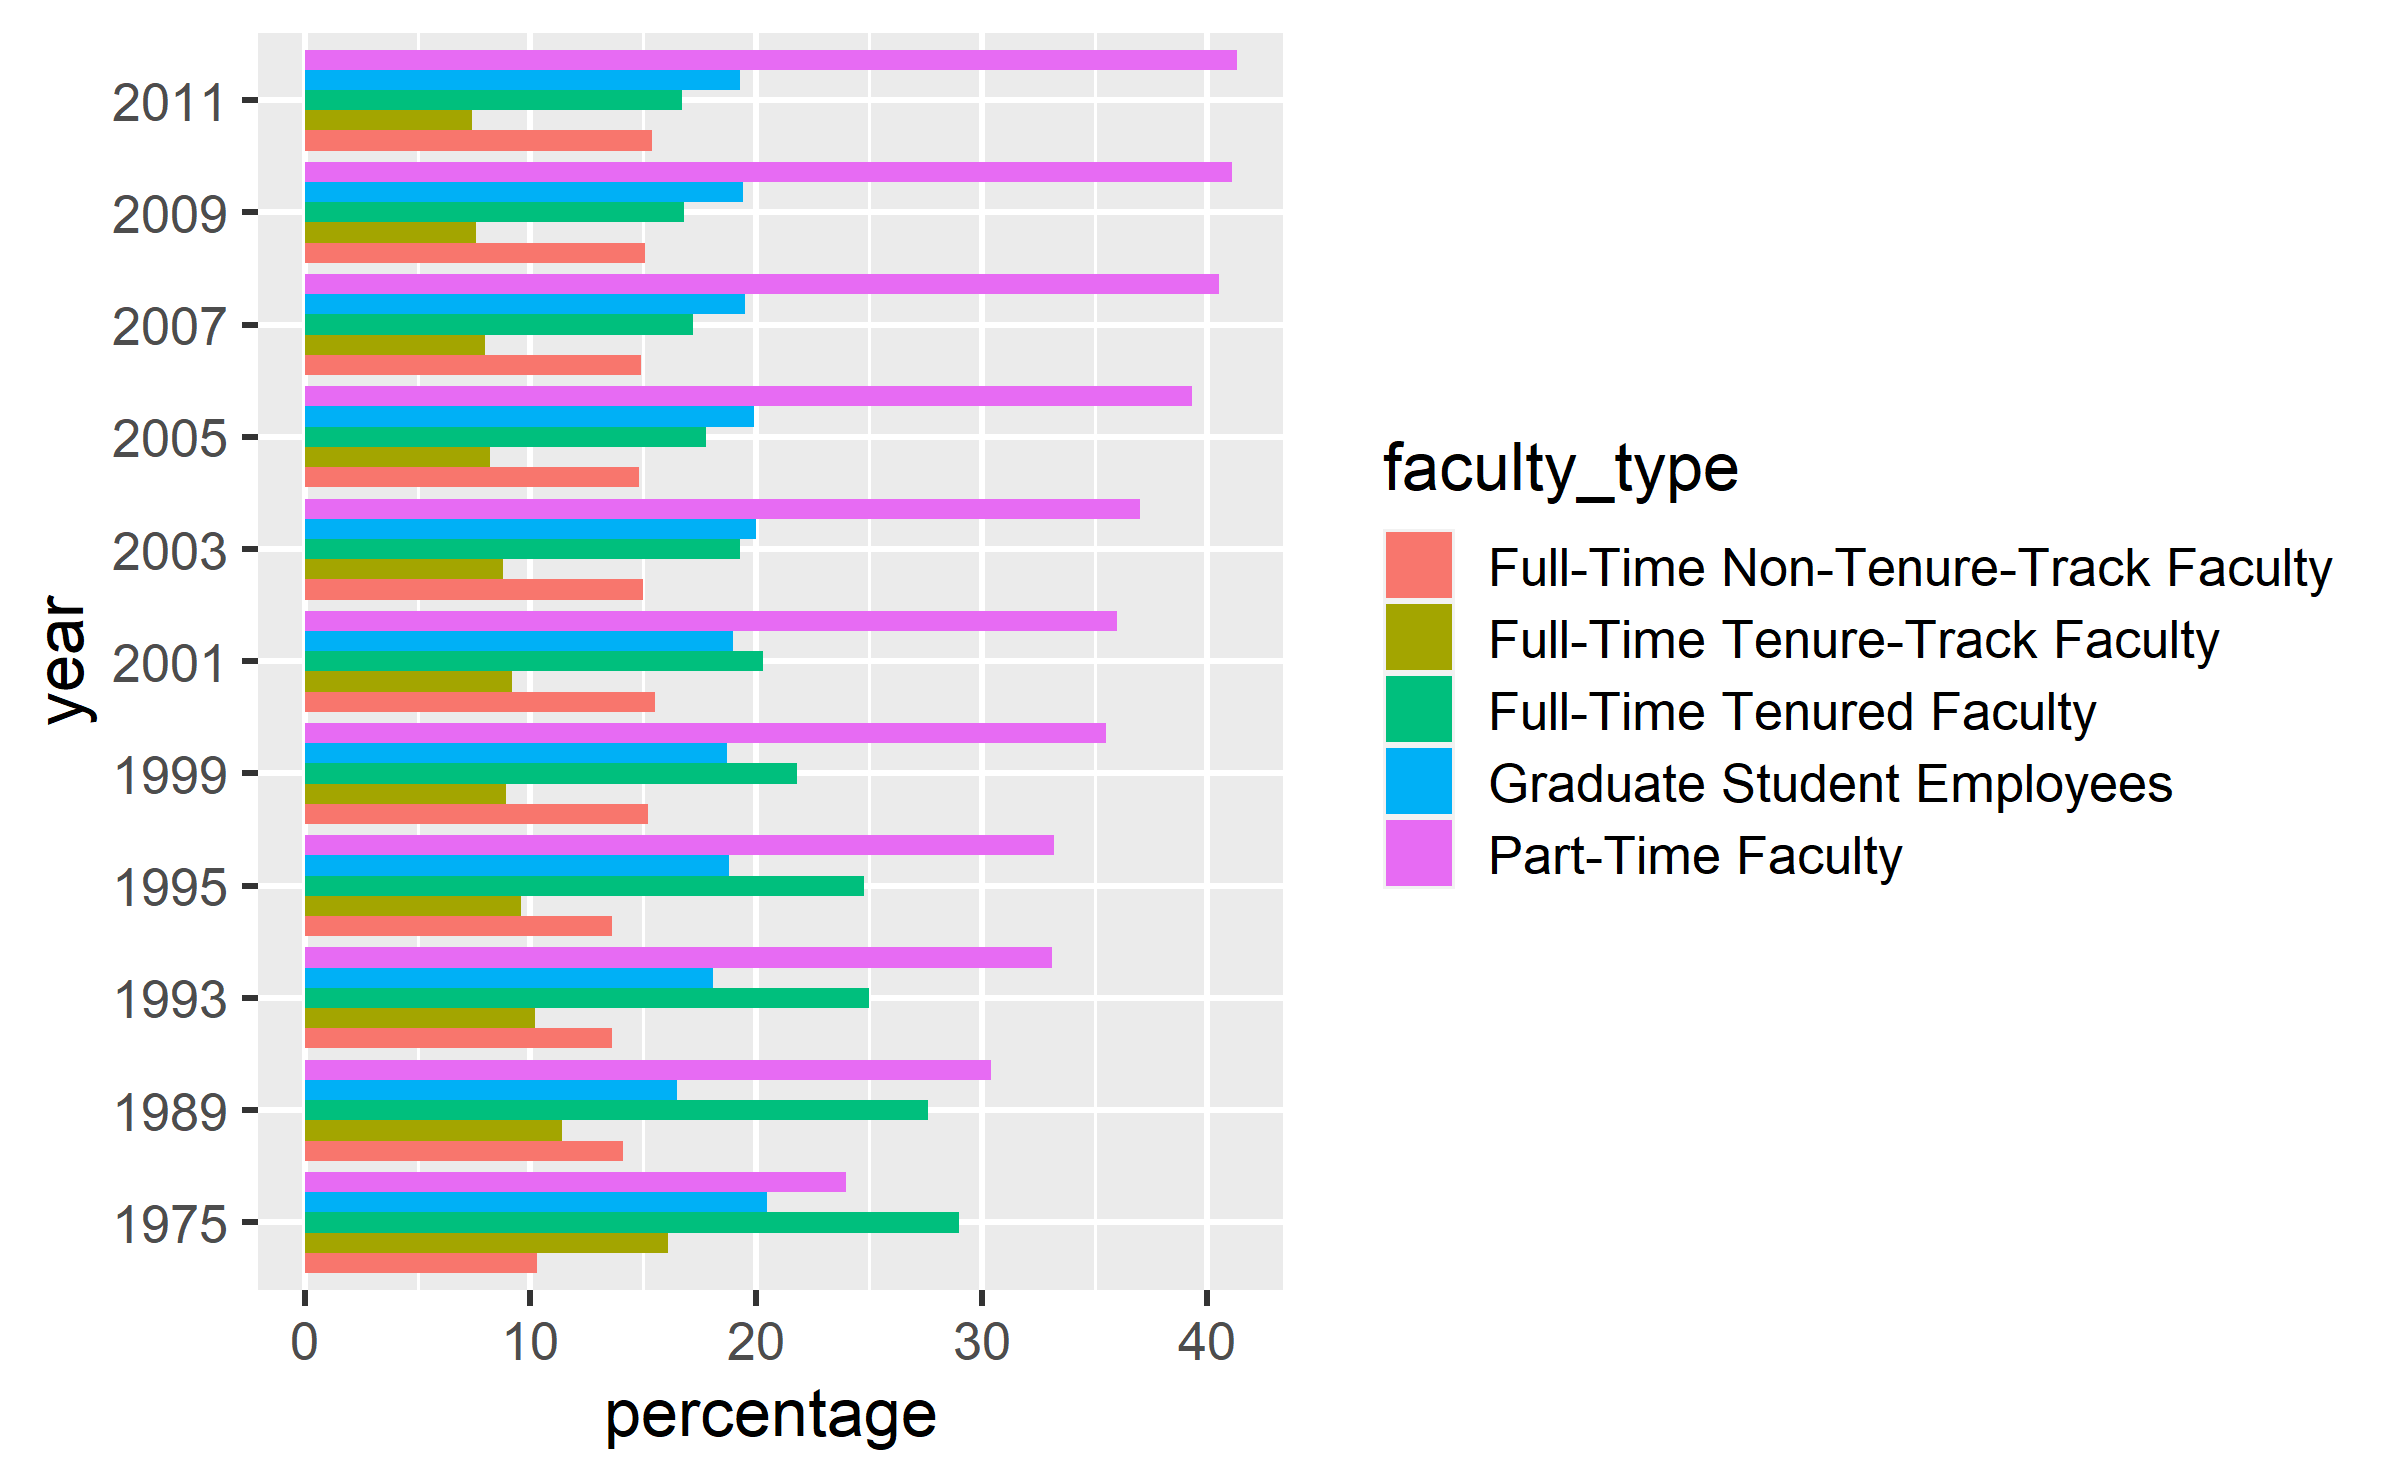 2011
2009
2007
2005
2003
2001
1999
1995
1993
1989
1975
year
0 10 20 30 40
percentage
faculty_type
Full-Time Non-Tenure-Track Faculty
Full-Time Tenure-Track Faculty
Full-Time Tenured Faculty
Graduate Student Employees
Part-Time Faculty